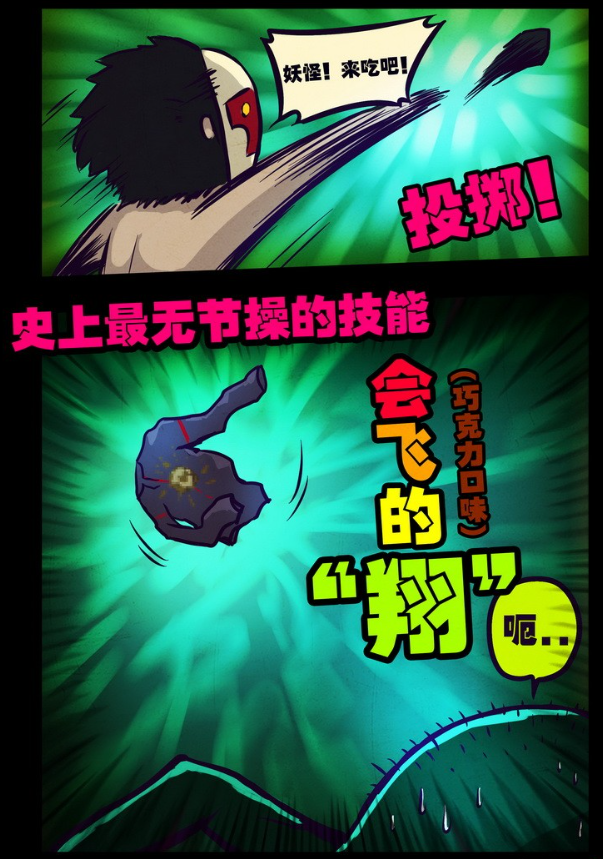 妖怪！来吃吧！
投掷！
史上最无节操的技能
会飞的“翔”
（巧克力口味）
呃..